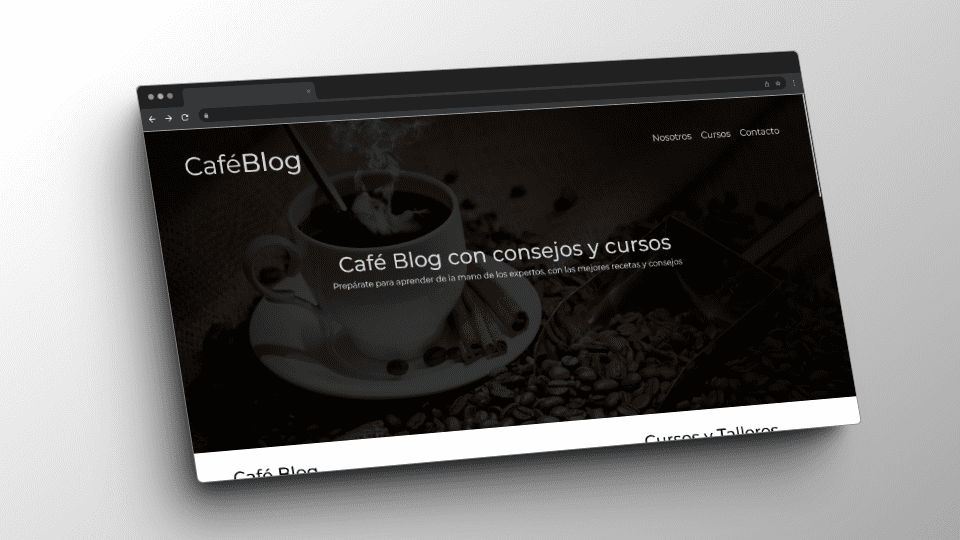 CaféBlog
Nosotros Cursos Contacto
Café Blog con consejos y cursos
Prepárate para aprender de la mano de los expertos, con las mejores recetas y consejos
Café Blog
Cursos y Talleres